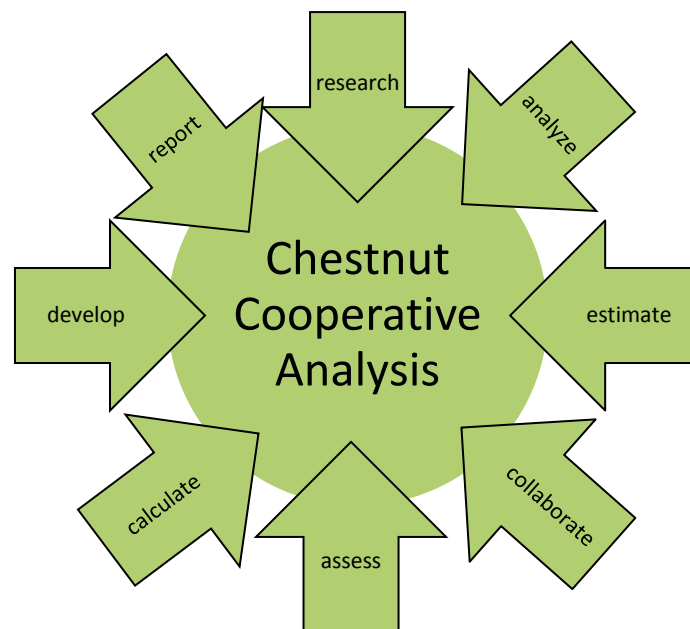 research
analyze
report
Chestnut
Cooperative
Analysis
develop
estimate
calculate
collaborate
assess